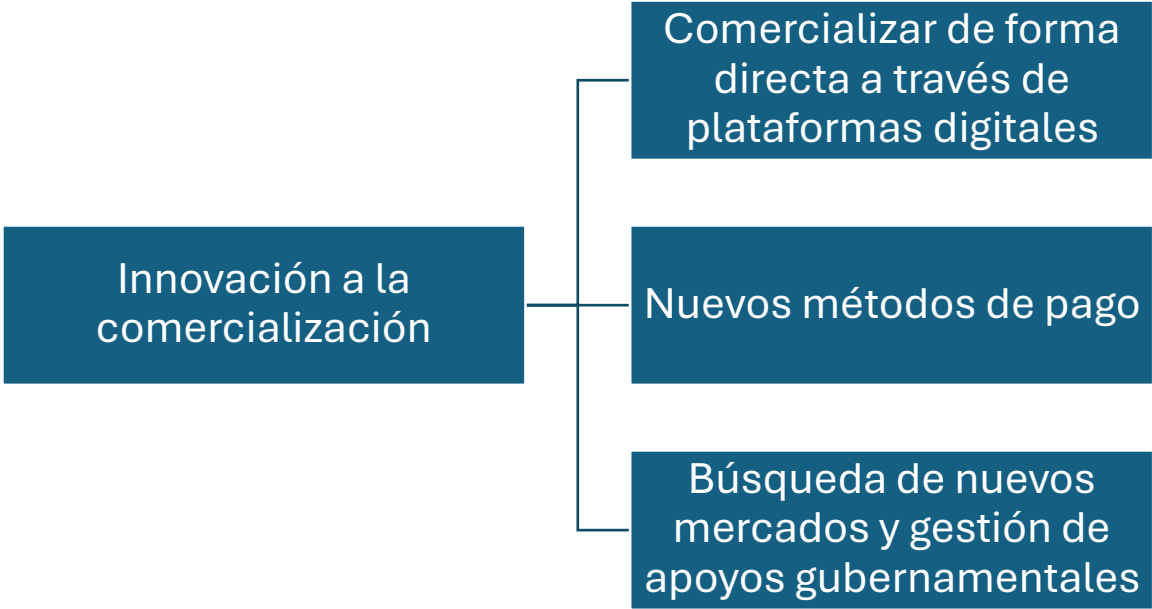 Innovación a la
comercialización
Comercializar de forma
directa a través de
plataformas digitales
Nuevos métodos de pago
Búsqueda de nuevos
mercados y gestión de
apoyos gubernamentales